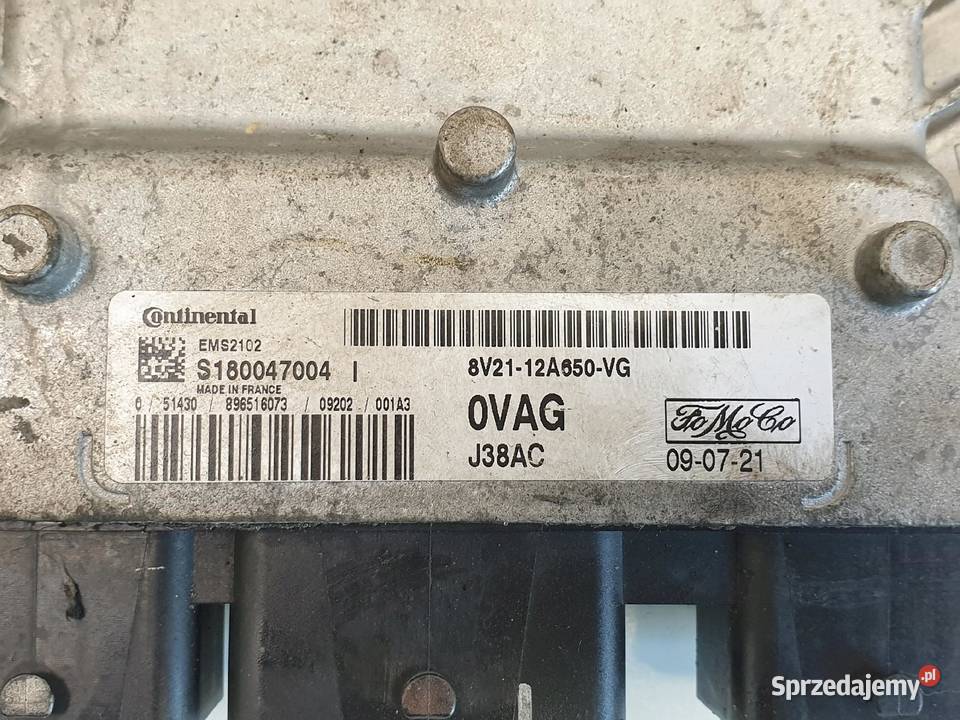 Continental
EMS2102
S180047004 I
MADE IN FRANCE
0 / 51430 / 896516073 / 09202 / 001A3
8V21-12A650-VG
0VAG
J38AC
FoMoCo
09-07-21
Sprzedajemy.pl